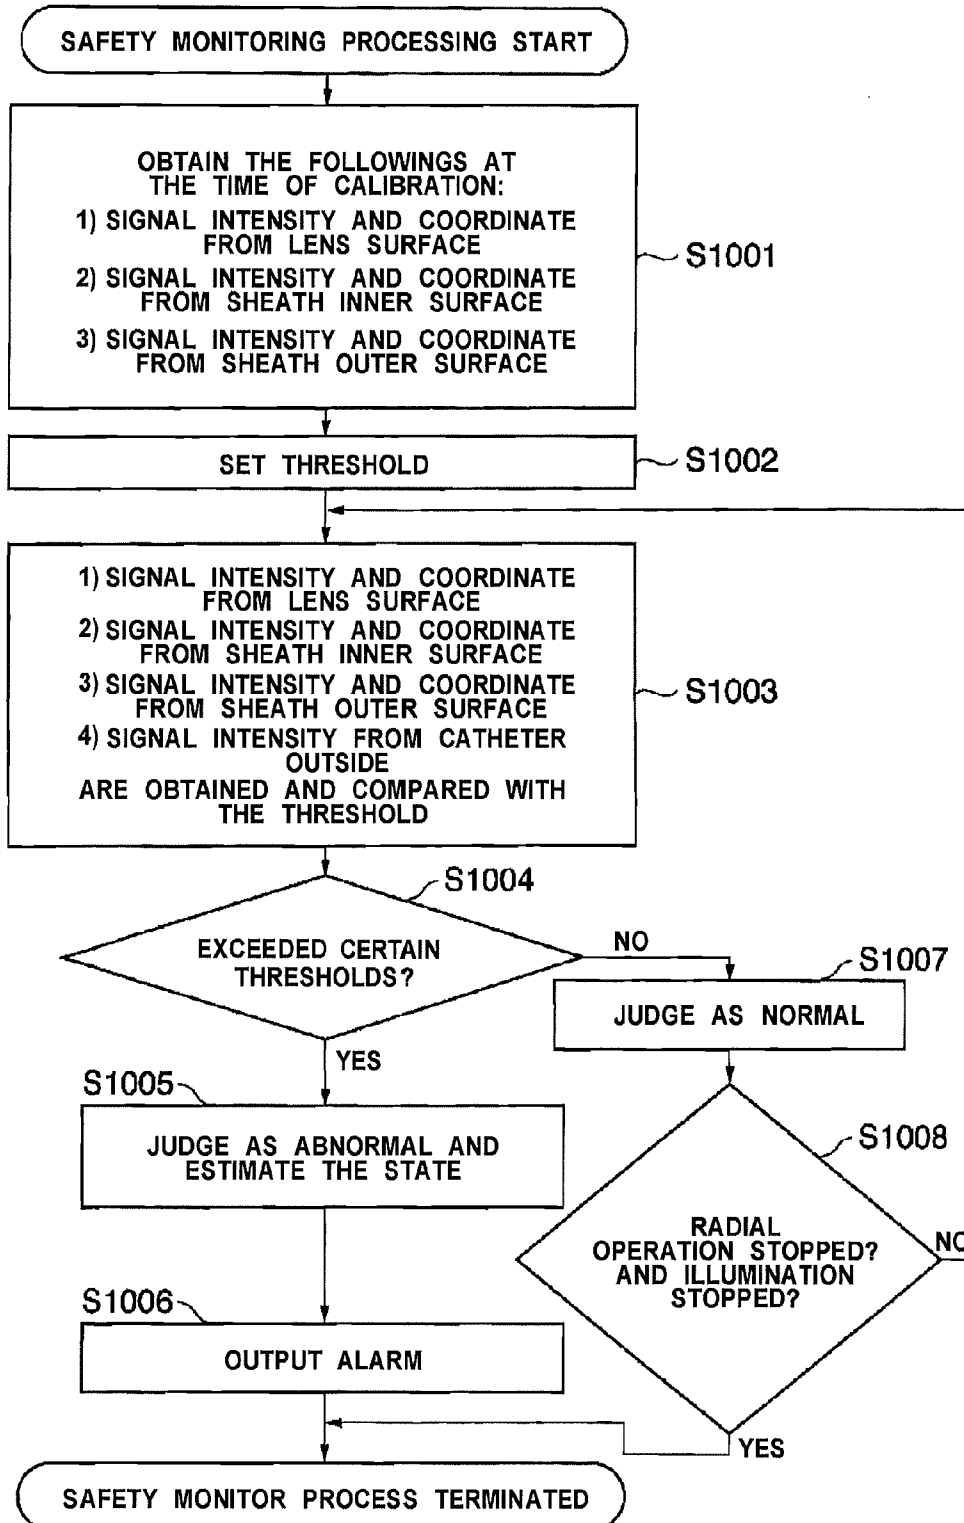 SAFETY MONITORING PROCESSING START
OBTAIN THE FOLLOWINGS AT
THE TIME OF CALIBRATION:
1) SIGNAL INTENSITY AND COORDINATE
FROM LENS SURFACE
2) SIGNAL INTENSITY AND COORDINATE
FROM SHEATH INNER SURFACE
3) SIGNAL INTENSITY AND COORDINATE
FROM SHEATH OUTER SURFACE
S1001
SET THRESHOLD
S1002
1) SIGNAL INTENSITY AND COORDINATE
FROM LENS SURFACE
2) SIGNAL INTENSITY AND COORDINATE
FROM SHEATH INNER SURFACE
3) SIGNAL INTENSITY AND COORDINATE
FROM SHEATH OUTER SURFACE
4) SIGNAL INTENSITY FROM CATHETER
OUTSIDE
ARE OBTAINED AND COMPARED WITH
THE THRESHOLD
S1003
S1004
EXCEEDED CERTAIN
THRESHOLDS?
NO
S1007
JUDGE AS NORMAL
YES
S1005
JUDGE AS ABNORMAL AND
ESTIMATE THE STATE
S1008
RADIAL
OPERATION STOPPED?
AND ILLUMINATION
STOPPED?
NO
S1006
OUTPUT ALARM
YES
SAFETY MONITOR PROCESS TERMINATED